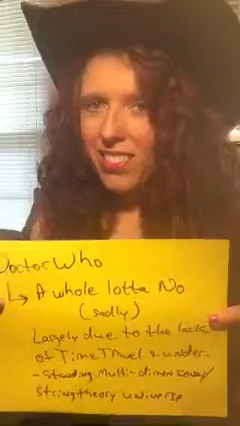 Doctor Who
↳ A whole lotta No
(sadly)
Largely due to the lack
of Time Travel & under-
-standing Multi-dimensional/
string theory universe